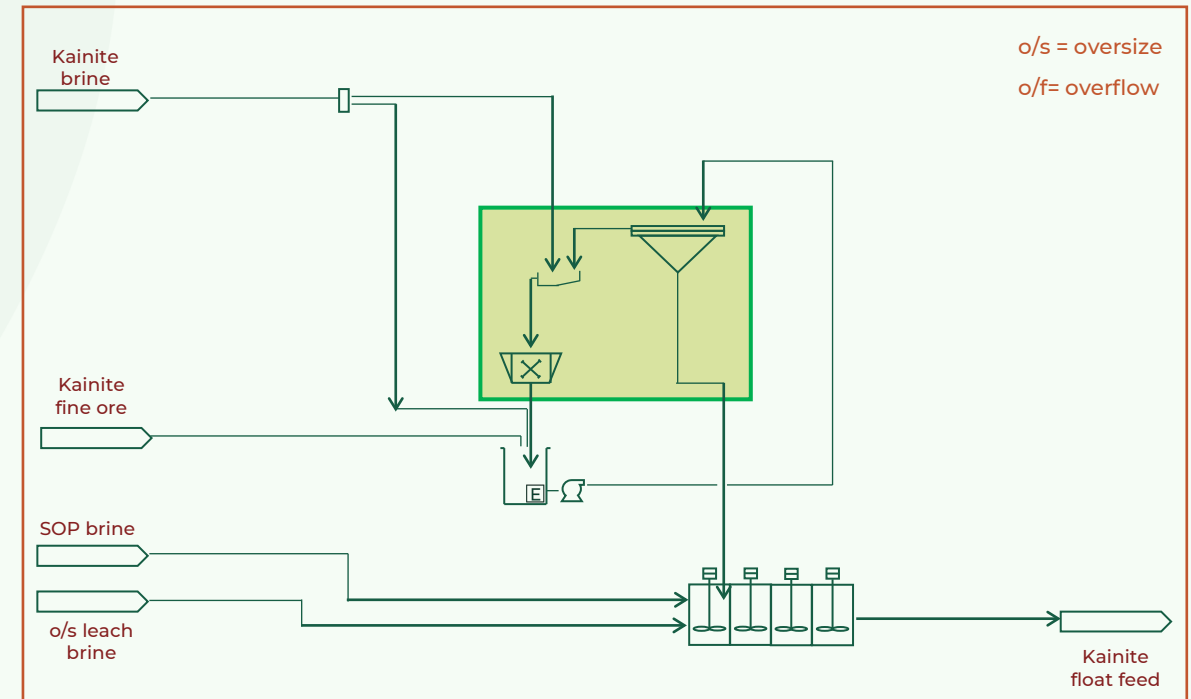 Kainite
brine
o/s = oversize
o/f= overflow
Kainite
fine ore
E
SOP brine
o/s leach
brine
Kainite
float feed